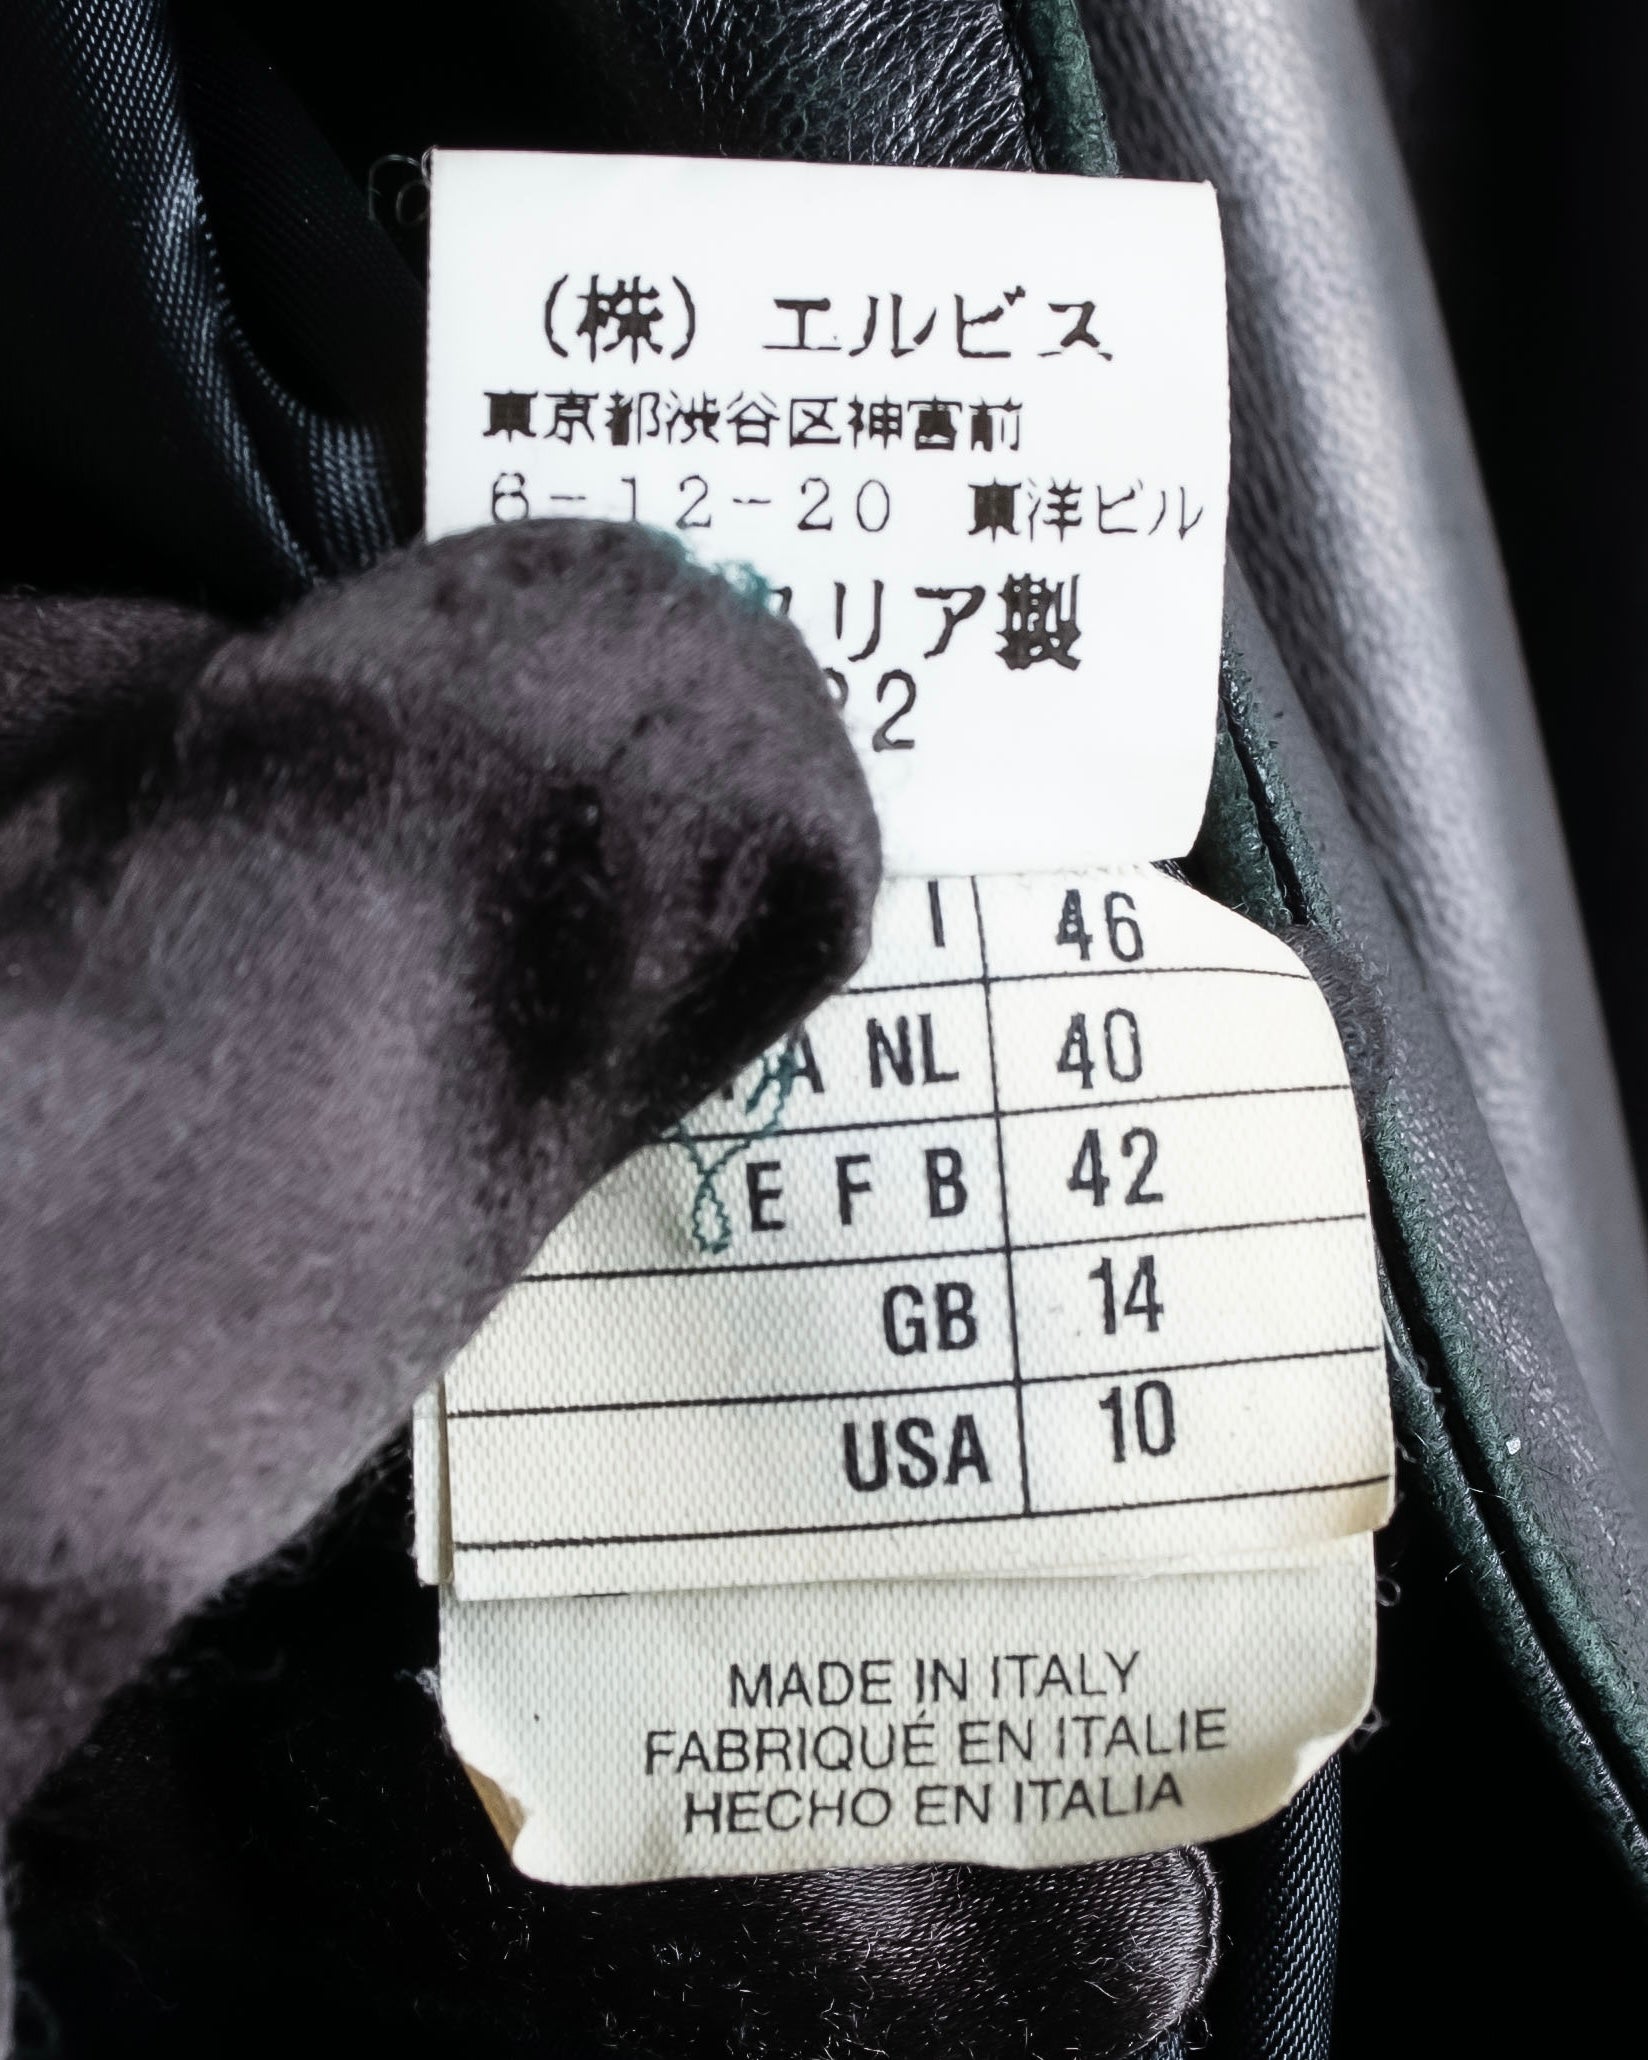 (株) エルビス
東京都渋谷区神宮前
6-12-20 東洋ビル
リア製
2
I 46
A NL 40
E F B 42
GB 14
USA 10
MADE IN ITALY
FABRIQUÉ EN ITALIE
HECHO EN ITALIA